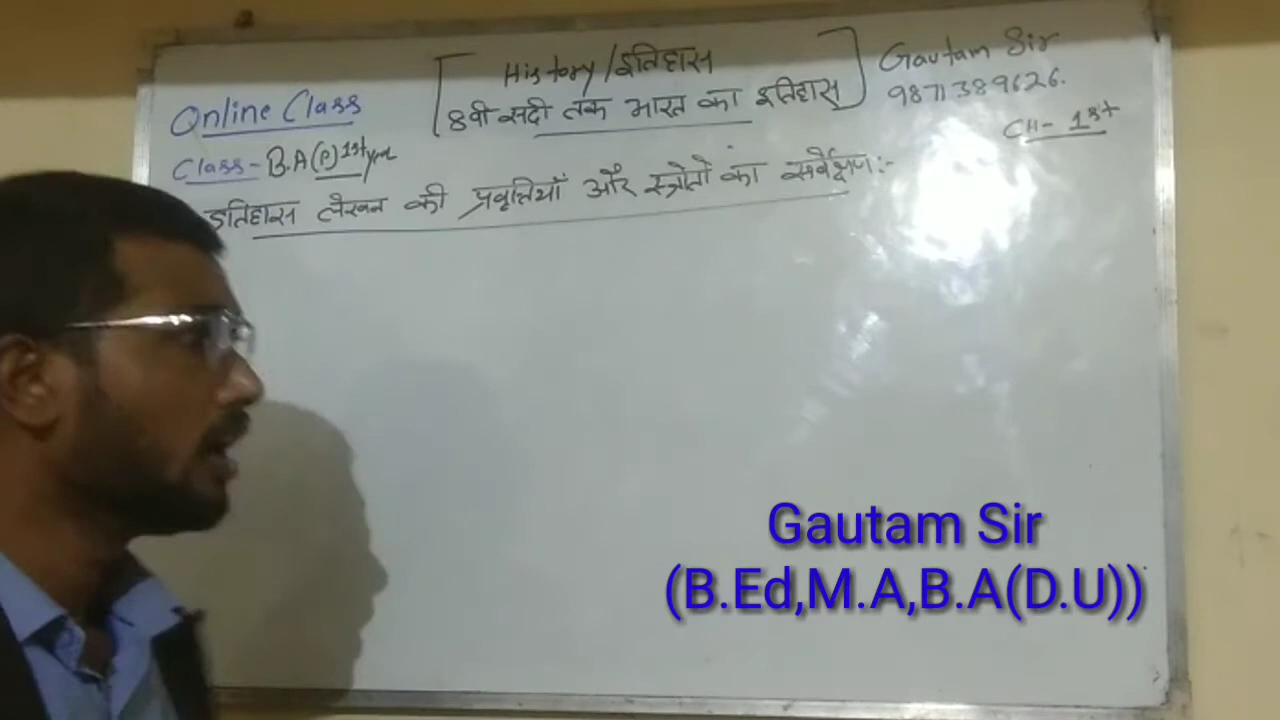 History/इतिहास
8वी सदी तक भारत का इतिहास
Gautam Sir
9871389626.
Online Class
CH- 1st
Class- B.A(P) 1st year
इतिहास लेखन की प्रवृत्तियाँ और स्त्रोतों का सर्वेक्षण:-
Gautam Sir
(B.Ed,M.A,B.A(D.U))